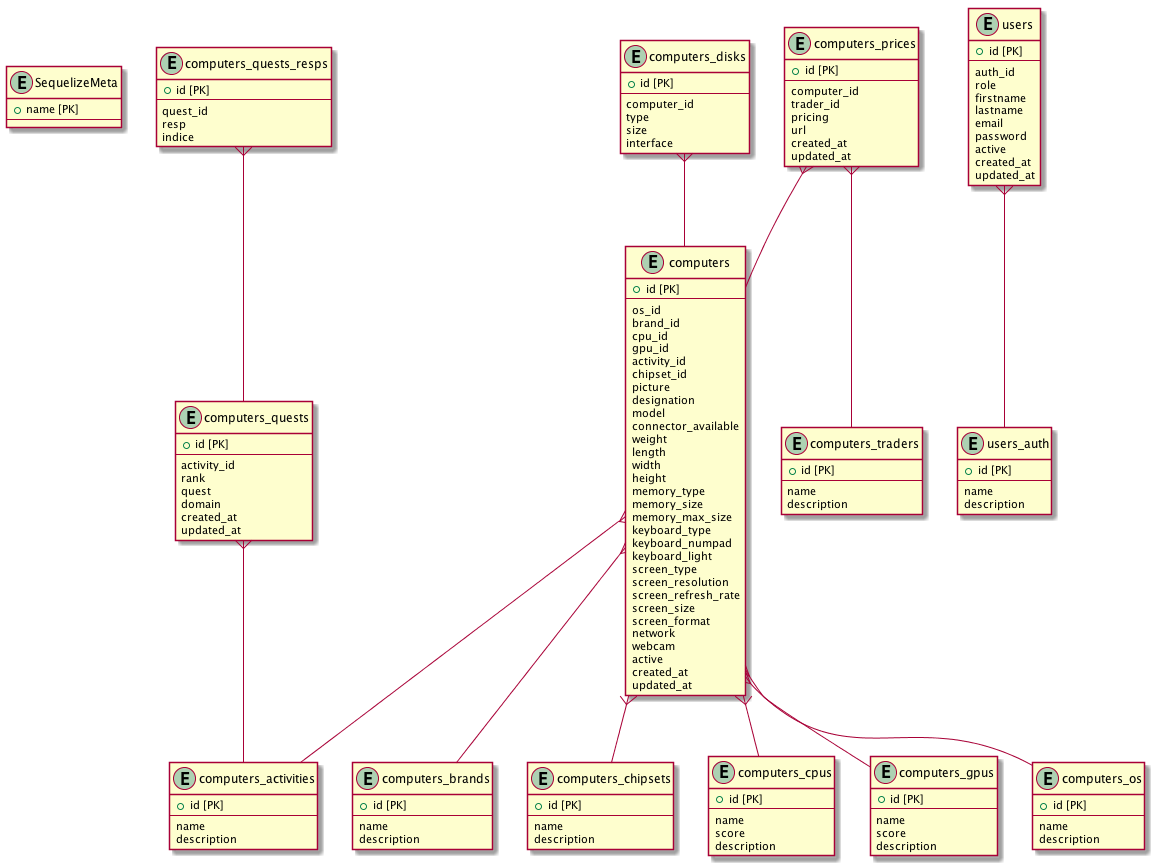 E SequelizeMeta
name [PK]
E computers_quests_resps
id [PK]
quest_id
resp
indice
E computers_disks
id [PK]
computer_id
type
size
interface
E computers_prices
id [PK]
computer_id
trader_id
pricing
url
created_at
updated_at
E users
id [PK]
auth_id
role
firstname
lastname
email
password
active
created_at
updated_at
E computers
id [PK]
os_id
brand_id
cpu_id
gpu_id
activity_id
chipset_id
picture
designation
model
connector_available
weight
length
width
height
memory_type
memory_size
memory_max_size
keyboard_type
keyboard_numpad
keyboard_light
screen_type
screen_resolution
screen_refresh_rate
screen_size
screen_format
network
webcam
active
created_at
updated_at
E computers_quests
id [PK]
activity_id
rank
quest
domain
created_at
updated_at
E computers_traders
id [PK]
name
description
E users_auth
id [PK]
name
description
E computers_activities
id [PK]
name
description
E computers_brands
id [PK]
name
description
E computers_chipsets
id [PK]
name
description
E computers_cpus
id [PK]
name
score
description
E computers_gpus
id [PK]
name
score
description
E computers_os
id [PK]
name
description